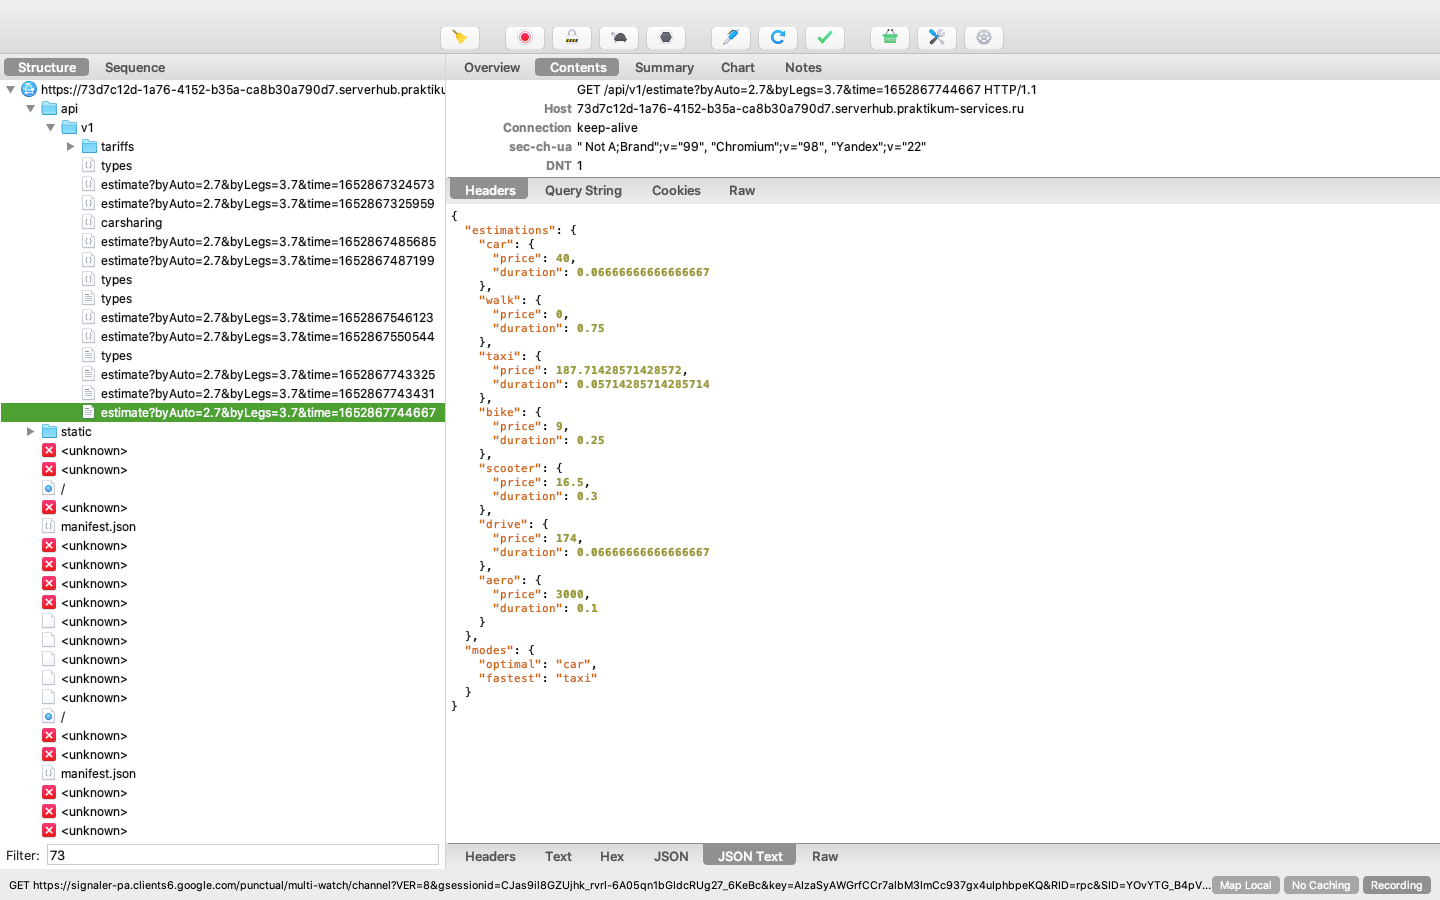 Structure Sequence
https://73d7c12d-1a76-4152-b35a-ca8b30a790d7.serverhub.praktiku
api
v1
tariffs
types
estimate?byAuto=2.7&byLegs=3.7&time=1652867324573
estimate?byAuto=2.7&byLegs=3.7&time=1652867325959
carsharing
estimate?byAuto=2.7&byLegs=3.7&time=1652867485685
estimate?byAuto=2.7&byLegs=3.7&time=1652867487199
types
types
estimate?byAuto=2.7&byLegs=3.7&time=1652867546123
estimate?byAuto=2.7&byLegs=3.7&time=1652867550544
types
estimate?byAuto=2.7&byLegs=3.7&time=1652867743325
estimate?byAuto=2.7&byLegs=3.7&time=1652867743431
estimate?byAuto=2.7&byLegs=3.7&time=1652867744667
static
<unknown>
<unknown>
/
<unknown>
manifest.json
<unknown>
<unknown>
<unknown>
<unknown>
<unknown>
<unknown>
<unknown>
<unknown>
<unknown>
/
<unknown>
<unknown>
manifest.json
<unknown>
<unknown>
<unknown>
Filter: 73
Overview Contents Summary Chart Notes
GET /api/v1/estimate?byAuto=2.7&byLegs=3.7&time=1652867744667 HTTP/1.1
Host 73d7c12d-1a76-4152-b35a-ca8b30a790d7.serverhub.praktikum-services.ru
Connection keep-alive
sec-ch-ua " Not A;Brand";v="99", "Chromium";v="98", "Yandex";v="22"
DNT 1
Headers Query String Cookies Raw
{
"estimations": {
"car": {
"price": 40,
"duration": 0.06666666666666667
},
"walk": {
"price": 0,
"duration": 0.75
},
"taxi": {
"price": 187.71428571428572,
"duration": 0.05714285714285714
},
"bike": {
"price": 9,
"duration": 0.25
},
"scooter": {
"price": 16.5,
"duration": 0.3
},
"drive": {
"price": 174,
"duration": 0.06666666666666667
},
"aero": {
"price": 3000,
"duration": 0.1
}
},
"modes": {
"optimal": "car",
"fastest": "taxi"
}
}
Headers Text Hex JSON JSON Text Raw
GET https://signaler-pa.clients6.google.com/punctual/multi-watch/channel?VER=8&gsessionid=CJas9iI8GZUjhk_rvrI-6A05qn1bGIdcRUg27_6KeBc&key=AIzaSyAWGrfCCr7albM3lmCc937gx4uIphbpeKQ&RID=rpc&SID=YOvYTG_B4pV... Map Local No Caching Recording